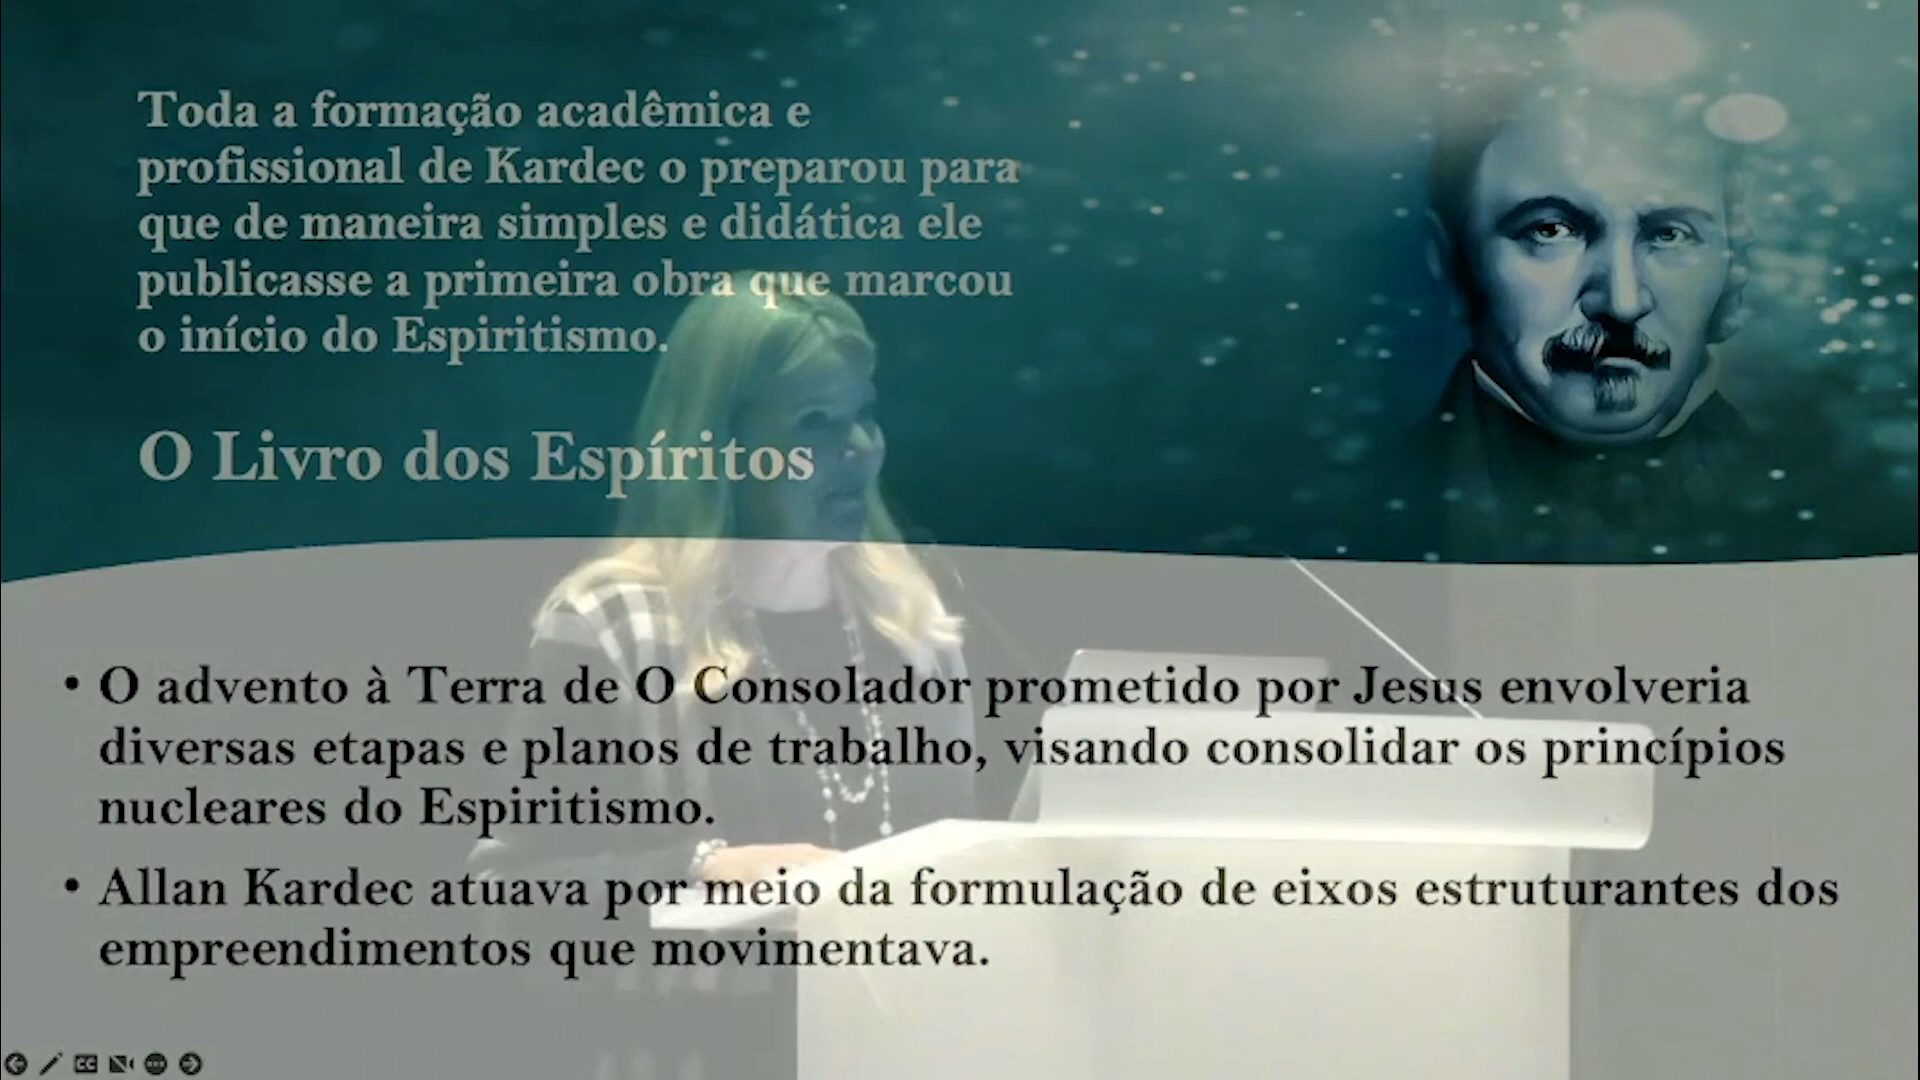 Toda a formação acadêmica e
profissional de Kardec o preparou para
que de maneira simples e didática ele
publicasse a primeira obra que marcou
o início do Espiritismo.
O Livro dos Espíritos
• O advento à Terra de O Consolador prometido por Jesus envolveria
diversas etapas e planos de trabalho, visando consolidar os princípios
nucleares do Espiritismo.
• Allan Kardec atuava por meio da formulação de eixos estruturantes dos
empreendimentos que movimentava.
CC